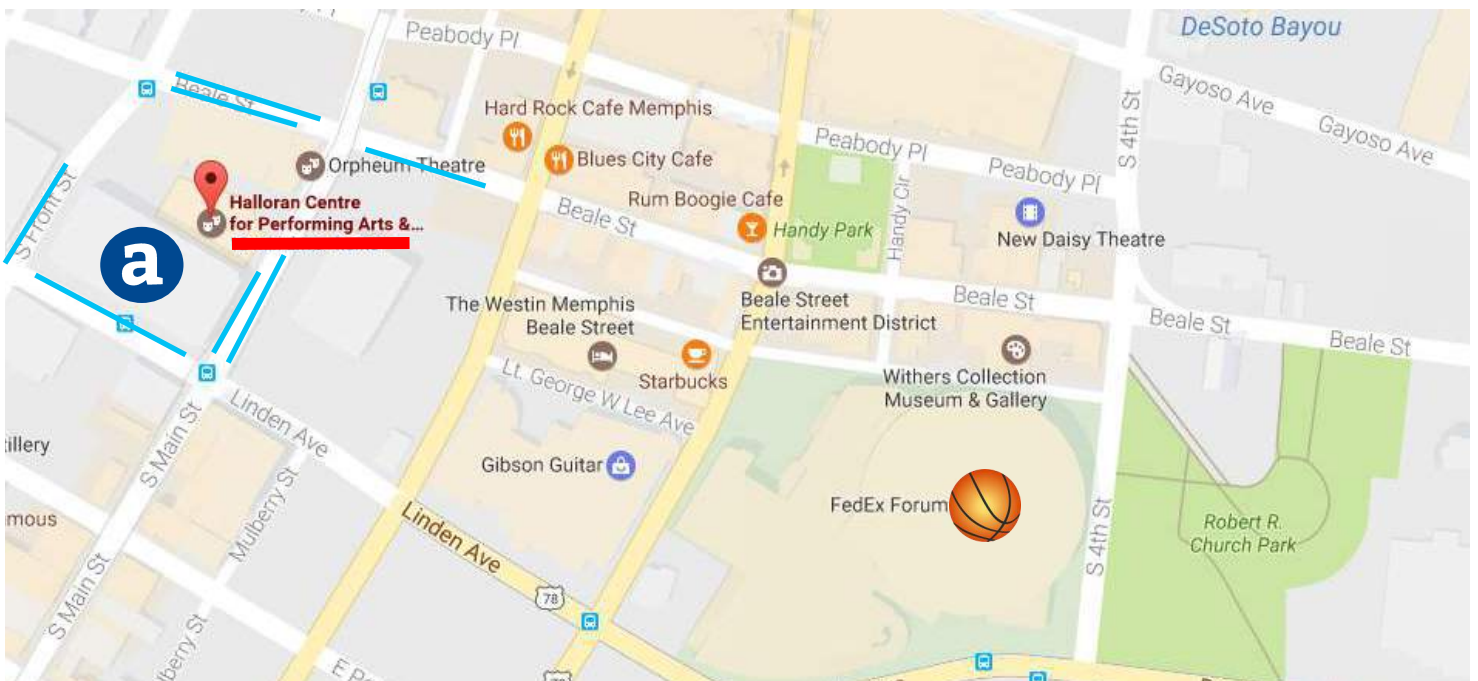 DeSoto Bayou
Peabody Pl
Gayoso Ave
Gayoso Ave
Beale St
S 4th St
Hard Rock Cafe Memphis
Blues City Cafe
Peabody Pl
Peabody Pl
Orpheum Theatre
Halloran Centre
for Performing Arts &...
S Front St
a
Rum Boogie Cafe
Beale St
Handy Park
Handy Cir
New Daisy Theatre
The Westin Memphis
Beale Street
Beale Street
Entertainment District
Beale St
Beale St
Beale St
Starbucks
Lt. George W Lee Ave
Withers Collection
Museum & Gallery
Linden Ave
S Main St
illery
Gibson Guitar
FedEx Forum
mous
Mulberry St
Linden Ave
Robert R.
Church Park
S 4th St
78
S Main St